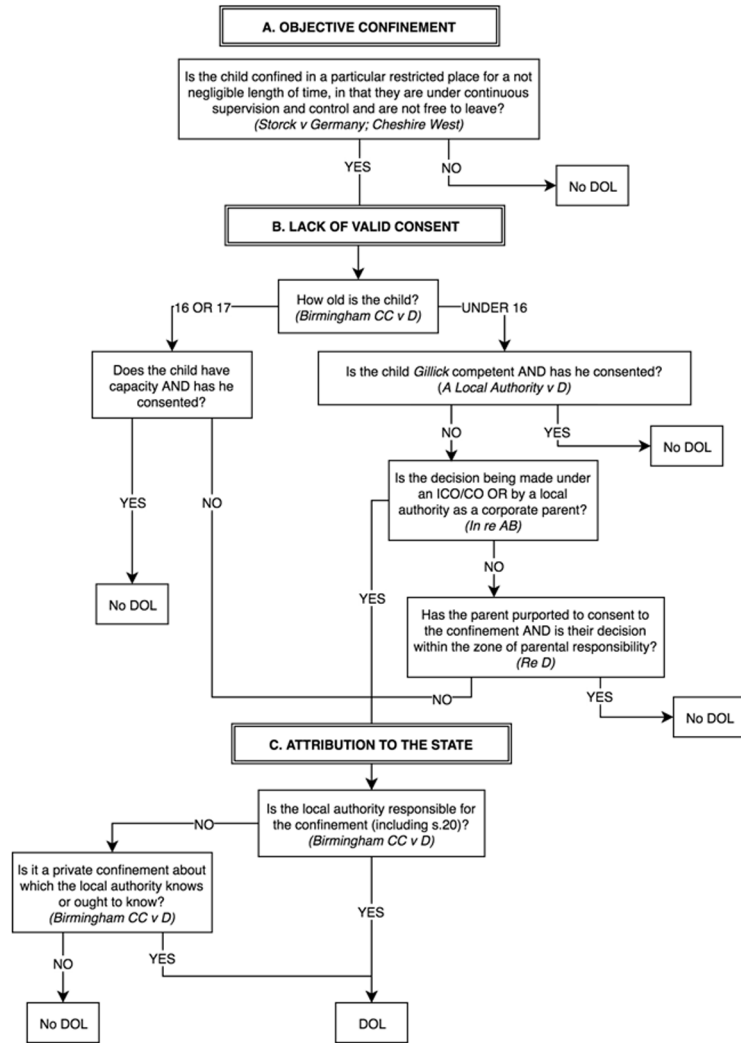 A. OBJECTIVE CONFINEMENT
Is the child confined in a particular restricted place for a not
negligible length of time, in that they are under continuous
supervision and control and are not free to leave?
(Storck v Germany; Cheshire West)
YES
NO
No DOL
B. LACK OF VALID CONSENT
How old is the child?
(Birmingham CC v D)
16 OR 17
UNDER 16
Does the child have
capacity AND has he
consented?
Is the child Gillick competent AND has he consented?
(A Local Authority v D)
NO
YES
No DOL
YES
NO
No DOL
Is the decision being made under
an ICO/CO OR by a local
authority as a corporate parent?
(In re AB)
NO
YES
Has the parent purported to consent to
the confinement AND is their decision
within the zone of parental responsibility?
(Re D)
NO
YES
No DOL
C. ATTRIBUTION TO THE STATE
Is the local authority responsible for
the confinement (including s.20)?
(Birmingham CC v D)
NO
YES
Is it a private confinement about
which the local authority knows
or ought to know?
(Birmingham CC v D)
NO
YES
No DOL
DOL